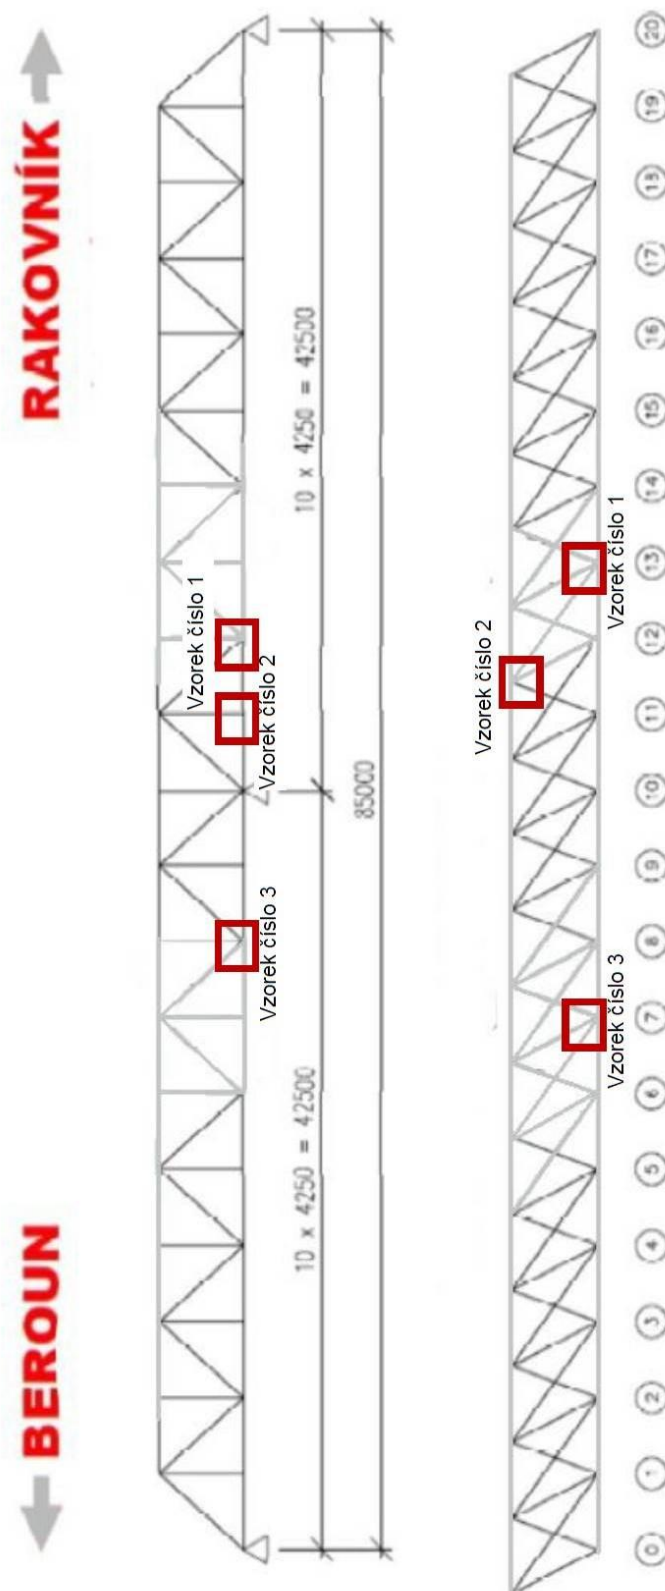 BEROUN
RAKOVNÍK
Vzorek číslo 3
Vzorek číslo 2
Vzorek číslo 1
10 x 4250 = 42500
10 x 4250 = 42500
85000
Vzorek číslo 2
Vzorek číslo 3
Vzorek číslo 1
0
1
2
3
4
5
6
7
8
9
10
11
12
13
14
15
16
17
18
19
20